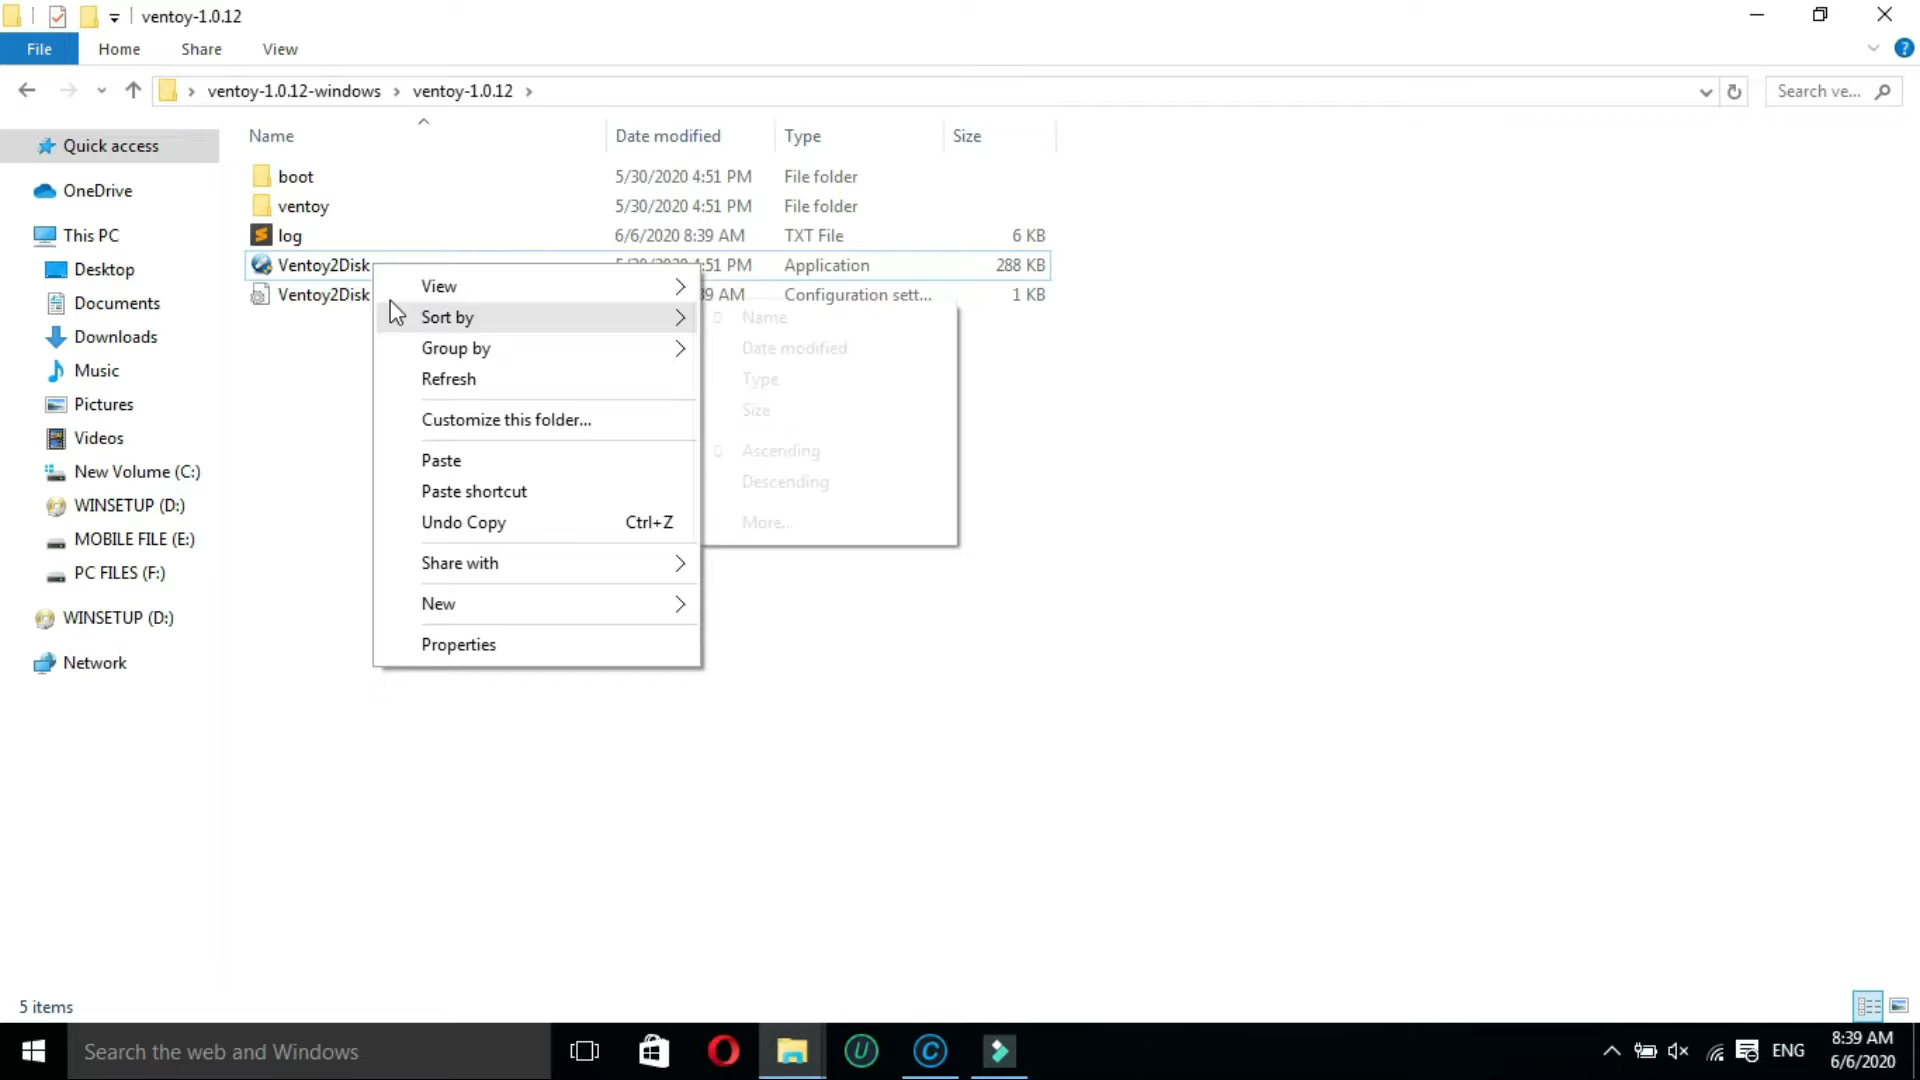 ventoy-1.0.12
File Home Share View
ventoy-1.0.12-windows ventoy-1.0.12 Search ve...
Name Date modified Type Size
Quick access
OneDrive
This PC
Desktop
Documents
Downloads
Music
Pictures
Videos
New Volume (C:)
WINSETUP (D:)
MOBILE FILE (E:)
PC FILES (F:)
WINSETUP (D:)
Network
boot 5/30/2020 4:51 PM File folder
ventoy 5/30/2020 4:51 PM File folder
log 6/6/2020 8:39 AM TXT File 6 KB
Ventoy2Disk :51 PM Application 288 KB
Ventoy2Disk 39 AM Configuration sett... 1 KB
View
Sort by
Group by
Refresh
Customize this folder...
Paste
Paste shortcut
Undo Copy Ctrl+Z
Share with
New
Properties
Name
Date modified
Type
Size
Ascending
Descending
More...
5 items
Search the web and Windows
ENG
8:39 AM
6/6/2020